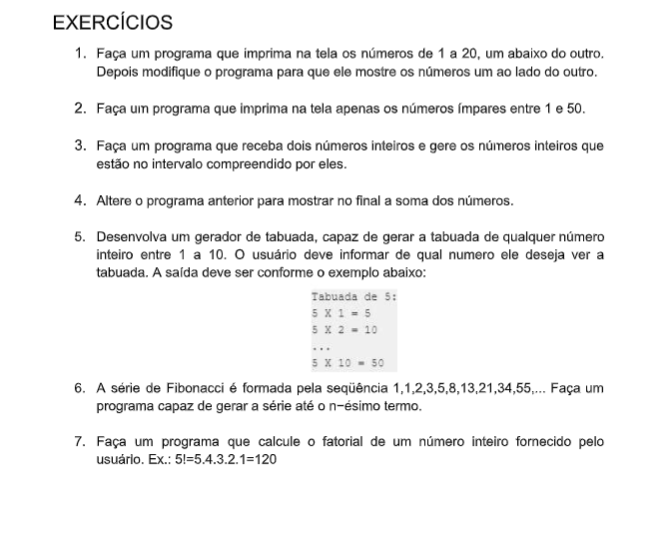 EXERCÍCIOS
1. Faça um programa que imprima na tela os números de 1 a 20, um abaixo do outro.
Depois modifique o programa para que ele mostre os números um ao lado do outro.
2. Faça um programa que imprima na tela apenas os números ímpares entre 1 e 50.
3. Faça um programa que receba dois números inteiros e gere os números inteiros que
estão no intervalo compreendido por eles.
4. Altere o programa anterior para mostrar no final a soma dos números.
5. Desenvolva um gerador de tabuada, capaz de gerar a tabuada de qualquer número
inteiro entre 1 a 10. O usuário deve informar de qual numero ele deseja ver a
tabuada. A saída deve ser conforme o exemplo abaixo:
Tabuada de 5:
5 X 1 = 5
5 X 2 = 10
...
5 X 10 = 50
6. A série de Fibonacci é formada pela seqüência 1,1,2,3,5,8,13,21,34,55,... Faça um
programa capaz de gerar a série até o n−ésimo termo.
7. Faça um programa que calcule o fatorial de um número inteiro fornecido pelo
usuário. Ex.: 5!=5.4.3.2.1=120